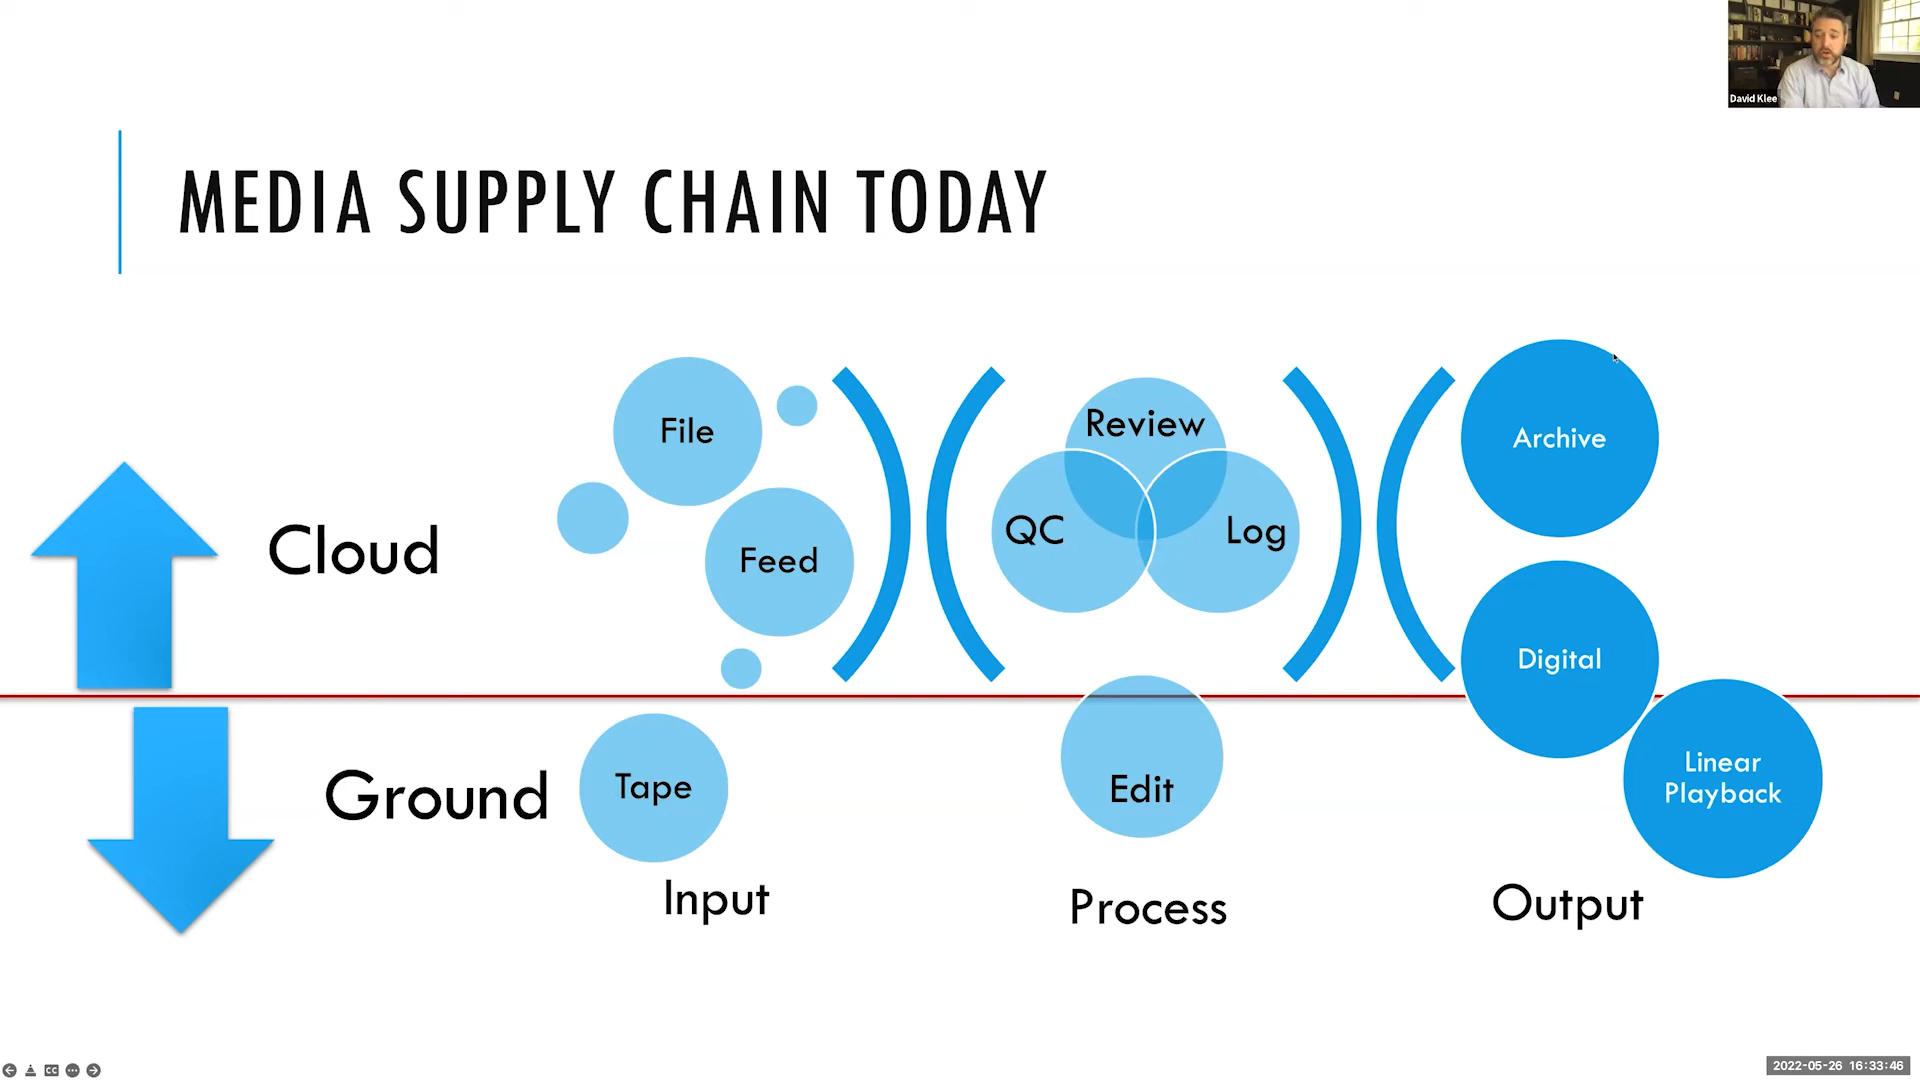 David Klee
MEDIA SUPPLY CHAIN TODAY
File
Feed
Review
QC
Log
Archive
Digital
Cloud
Ground
Tape
Edit
Linear
Playback
Input
Process
Output
CC
2022-05-26 16:33:46